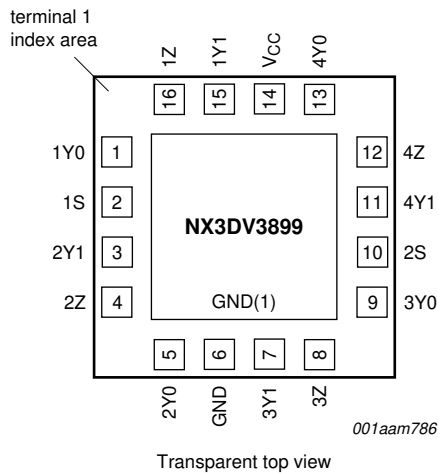 terminal 1
index area
1Z 1Y1 VCC 4Y0
16 15 14 13
1Y0 1 12 4Z
1S 2 11 4Y1
NX3DV3899
2Y1 3 10 2S
2Z 4 GND(1) 9 3Y0
5 6 7 8
2Y0 GND 3Y1 3Z
001aam786
Transparent top view